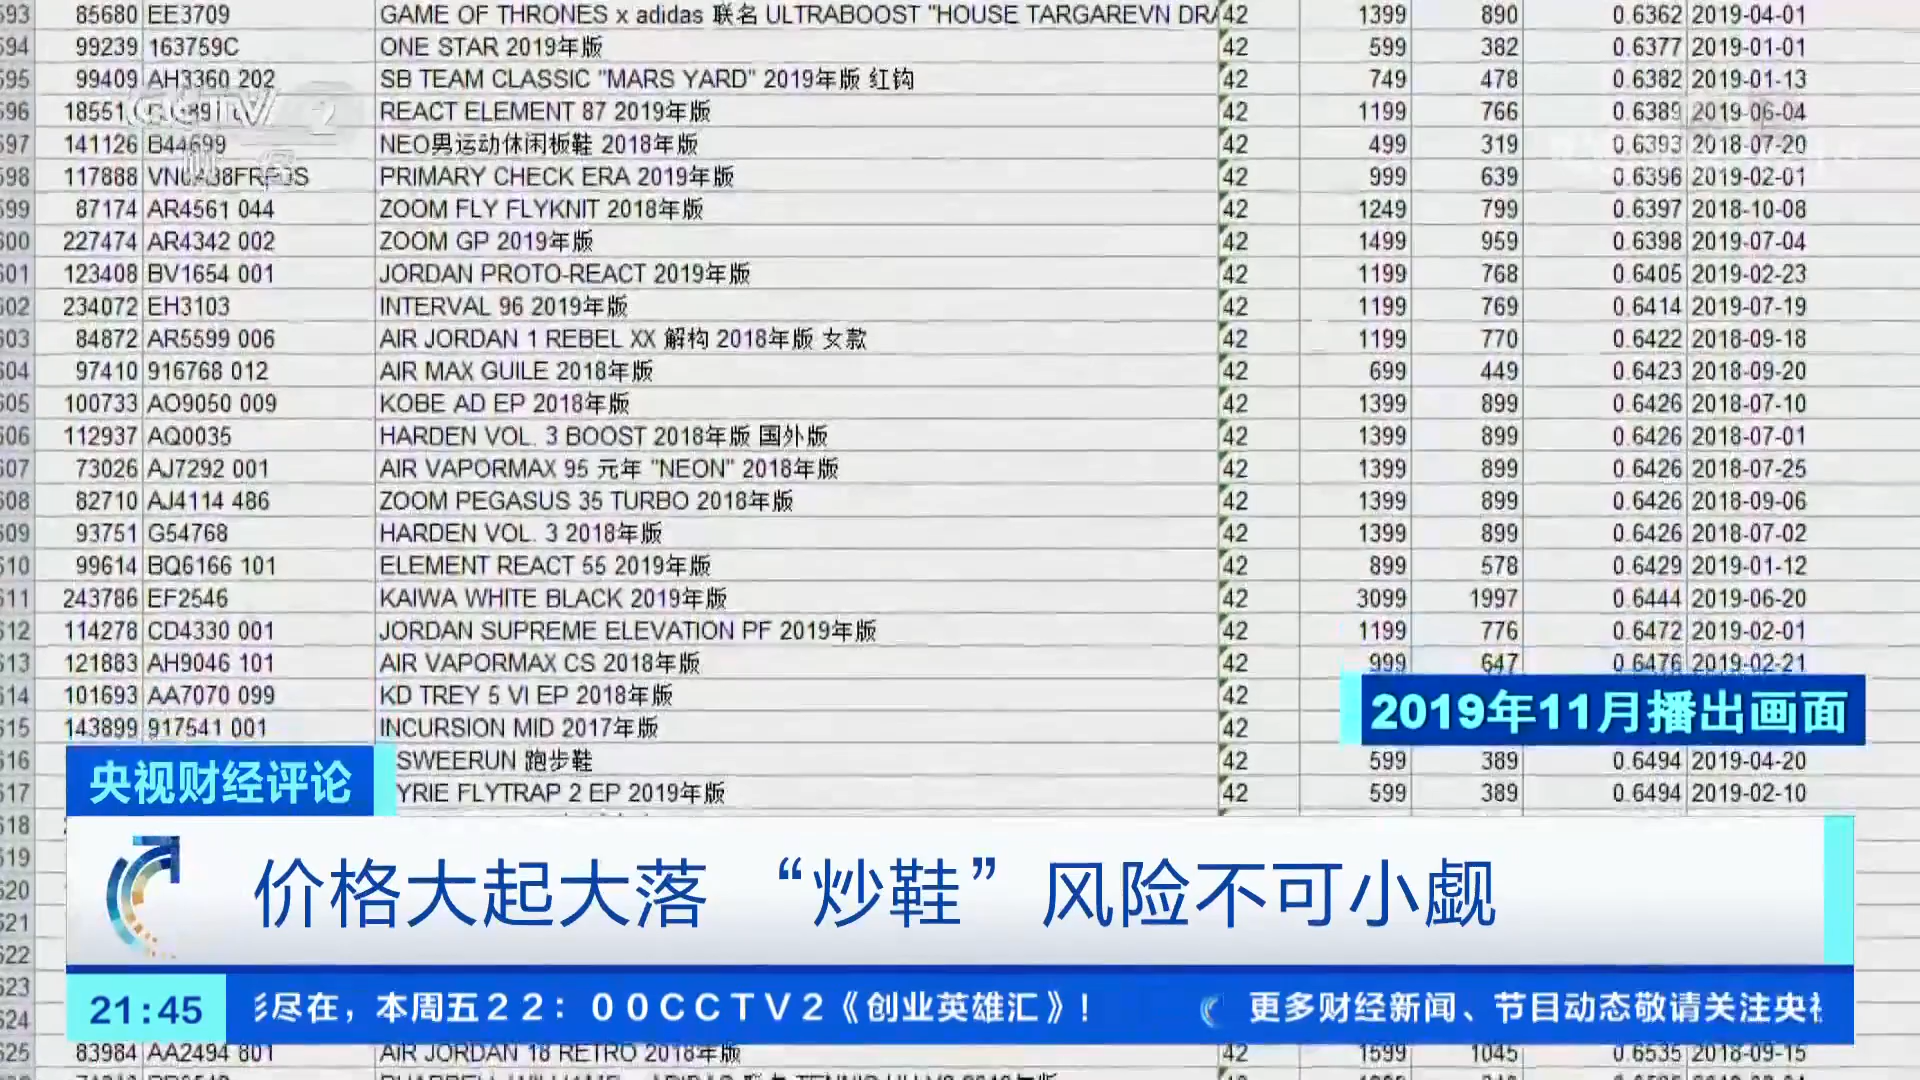 593 85680 EE3709 GAME OF THRONES x adidas 联名 ULTRABOOST "HOUSE TARGAREVN DRA 42 1399 890 0.6362 2019-04-01
594 99239 163759C ONE STAR 2019年版 42 599 382 0.6377 2019-01-01
595 99409 AH3360 202 SB TEAM CLASSIC "MARS YARD" 2019年版 红钩 42 749 478 0.6382 2019-01-13
CCTV 2
596 REACT ELEMENT 87 2019年版 42 1199 766 0.6389 2019-06-04
597 141126 B44699 NEO男运动休闲板鞋 2018年版 42 499 319 0.6393 2018-07-20
598 117888 PRIMARY CHECK ERA 2019年版 42 999 639 0.6396 2019-02-01
599 87174 AR4561 044 ZOOM FLY FLYKNIT 2018年版 42 1249 799 0.6397 2018-10-08
600 227474 AR4342 002 ZOOM GP 2019年版 42 1499 959 0.6398 2019-07-04
601 123408 BV1654 001 JORDAN PROTO-REACT 2019年版 42 1199 768 0.6405 2019-02-23
602 234072 EH3103 INTERVAL 96 2019年版 42 1199 769 0.6414 2019-07-19
603 84872 AR5599 006 AIR JORDAN 1 REBEL XX 解构 2018年版 女款 42 1199 770 0.6422 2018-09-18
604 97410 916768 012 AIR MAX GUILE 2018年版 42 699 449 0.6423 2018-09-20
605 100733 AO9050 009 KOBE AD EP 2018年版 42 1399 899 0.6426 2018-07-10
606 112937 AQ0035 HARDEN VOL. 3 BOOST 2018年版 国外版 42 1399 899 0.6426 2018-07-01
607 73026 AJ7292 001 AIR VAPORMAX 95 元年 "NEON" 2018年版 42 1399 899 0.6426 2018-07-25
608 82710 AJ4114 486 ZOOM PEGASUS 35 TURBO 2018年版 42 1399 899 0.6426 2018-09-06
609 93751 G54768 HARDEN VOL. 3 2018年版 42 1399 899 0.6426 2018-07-02
610 99614 BQ6166 101 ELEMENT REACT 55 2019年版 42 899 578 0.6429 2019-01-12
611 243786 EF2546 KAIWA WHITE BLACK 2019年版 42 3099 1997 0.6444 2019-06-20
612 114278 CD4330 001 JORDAN SUPREME ELEVATION PF 2019年版 42 1199 776 0.6472 2019-02-01
613 121883 AH9046 101 AIR VAPORMAX CS 2018年版 42 999 647 0.6476 2019-02-21
614 101693 AA7070 099 KD TREY 5 VI EP 2018年版 42
615 143899 917541 001 INCURSION MID 2017年版 42
2019年11月播出画面
616 SWEERUN 跑步鞋 42 599 389 0.6494 2019-04-20
617 YRIE FLYTRAP 2 EP 2019年版 42 599 389 0.6494 2019-02-10
央视财经评论
618
619
620
621
622
623
624
价格大起大落 “炒鞋”风险不可小觑
21:45 尽在，本周五22：00CCTV2《创业英雄汇》！ 更多财经新闻、节目动态敬请关注央
625 83984 AA2494 801 AIR JORDAN 18 RETRO 2018年版 42 1599 1045 0.6535 2018-09-15